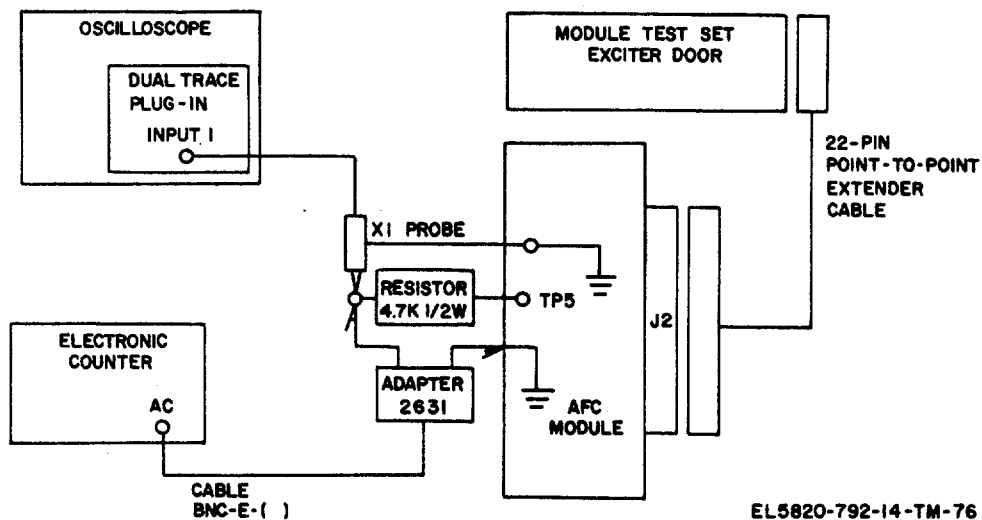 OSCILLOSCOPE
DUAL TRACE
PLUG-IN
INPUT 1
MODULE TEST SET
EXCITER DOOR
22-PIN
POINT-TO-POINT
EXTENDER
CABLE
X1 PROBE
RESISTOR
4.7K 1/2W
TP5
J2
ELECTRONIC
COUNTER
AC
ADAPTER
2631
AFC
MODULE
CABLE
BNC-E-( )
EL5820-792-14-TM-76